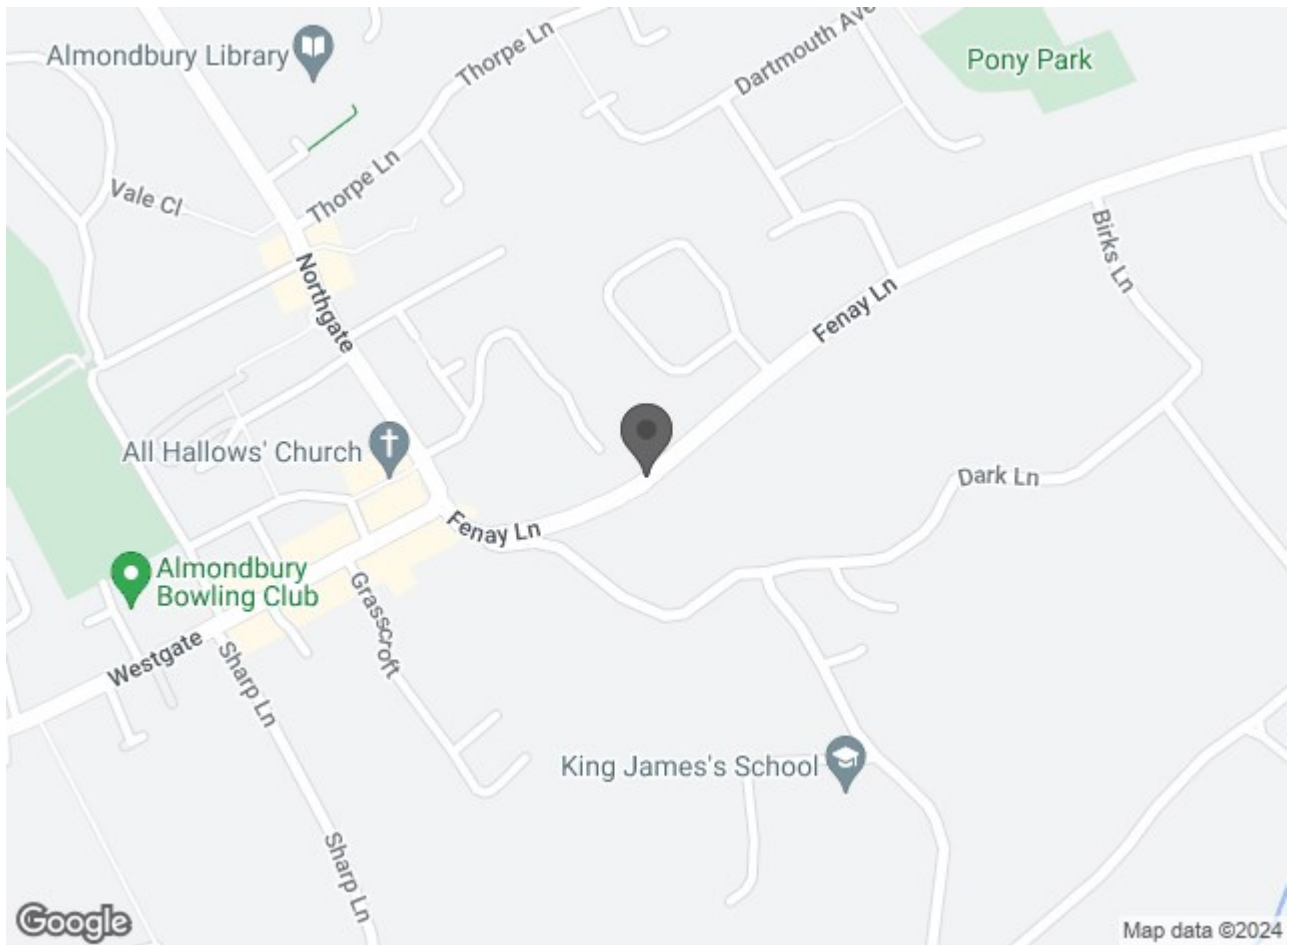 Almondbury Library
Thorpe Ln
Dartmouth Ave
Pony Park
Thorpe Ln
Vale Cl
Birks Ln
Northgate
Fenay Ln
All Hallows' Church
Dark Ln
Fenay Ln
Almondbury
Bowling Club
Grasscroft
Westgate
Sharp Ln
King James's School
Sharp Ln
Google
Map data ©2024